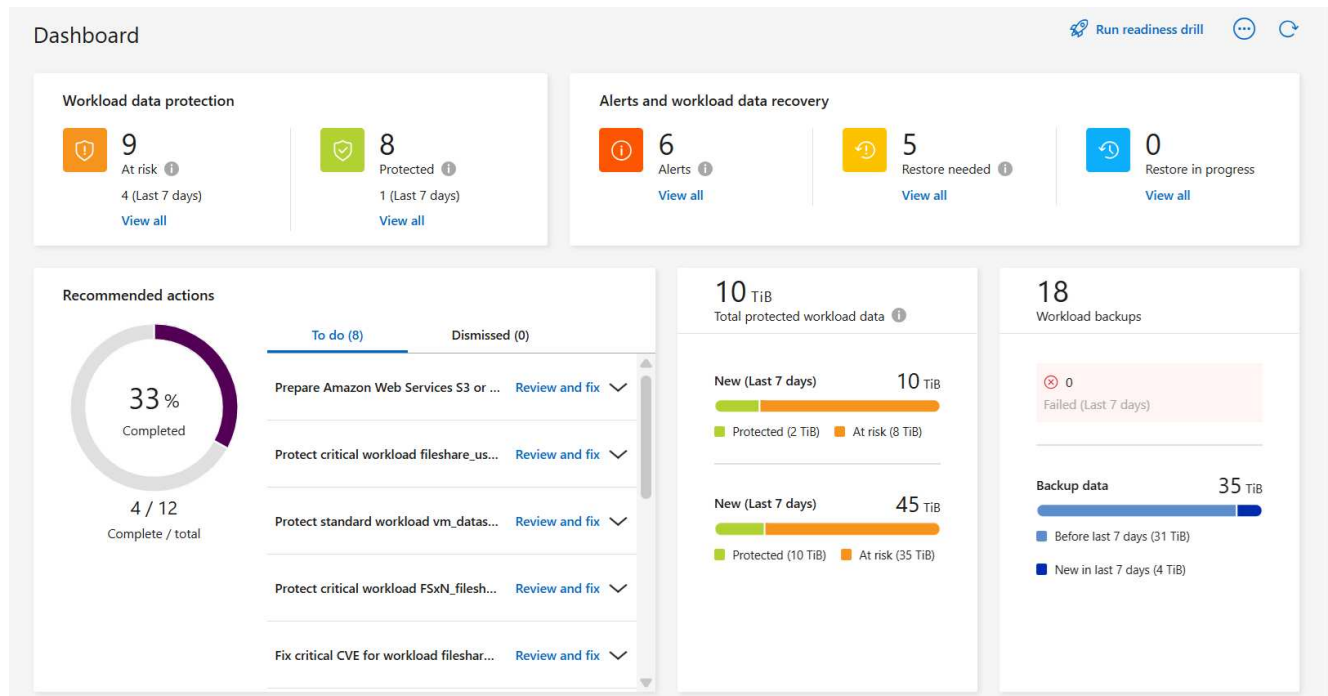 Dashboard
Run readiness drill
Workload data protection
9
At risk
4 (Last 7 days)
View all
8
Protected
1 (Last 7 days)
View all
Alerts and workload data recovery
6
Alerts
View all
5
Restore needed
View all
0
Restore in progress
View all
Recommended actions
33 %
Completed
4 / 12
Complete / total
To do (8)
Dismissed (0)
Prepare Amazon Web Services S3 or ... Review and fix
Protect critical workload fileshare_us... Review and fix
Protect standard workload vm_datas... Review and fix
Protect critical workload FSxN_filesh... Review and fix
Fix critical CVE for workload fileshar... Review and fix
10 TiB
Total protected workload data
New (Last 7 days) 10 TiB
Protected (2 TiB) At risk (8 TiB)
New (Last 7 days) 45 TiB
Protected (10 TiB) At risk (35 TiB)
18
Workload backups
0
Failed (Last 7 days)
Backup data 35 TiB
Before last 7 days (31 TiB)
New in last 7 days (4 TiB)